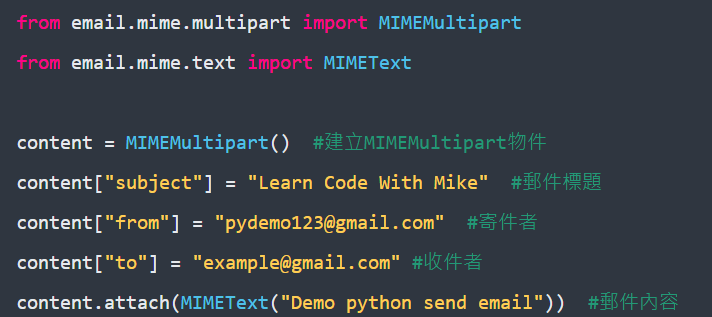 from email.mime.multipart import MIMEMultipart
from email.mime.text import MIMEText
content = MIMEMultipart()  #建立MIMEMultipart物件
content["subject"] = "Learn Code With Mike"  #郵件標題
content["from"] = "pydemo123@gmail.com"  #寄件者
content["to"] = "example@gmail.com" #收件者
content.attach(MIMEText("Demo python send email"))  #郵件內容